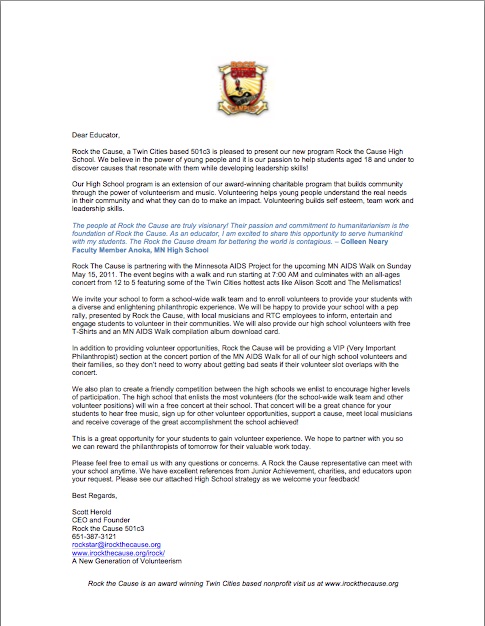 ROCK
CAUSE
Dear Educator,
Rock the Cause, a Twin Cities based 501c3 is pleased to present our new program Rock the Cause High
School. We believe in the power of young people and it is our passion to help students aged 18 and under to
discover causes that resonate with them while developing leadership skills!
Our High School program is an extension of our award-winning charitable program that builds community
through the power of volunteerism and music. Volunteering helps young people understand the real needs
in their community and what they can do to make an impact. Volunteering builds self esteem, team work and
leadership skills.
The people at Rock the Cause are truly visionary! Their passion and commitment to humanitarianism is the
foundation of Rock the Cause. As an educator, I am excited to share this opportunity to serve humankind
with my students. The Rock the Cause dream for bettering the world is contagious. – Colleen Neary
Faculty Member Anoka, MN High School
Rock The Cause is partnering with the Minnesota AIDS Project for the upcoming MN AIDS Walk on Sunday
May 15, 2011. The event begins with a walk and run starting at 7:00 AM and culminates with an all-ages
concert from 12 to 5 featuring some of the Twin Cities hottest acts like Alison Scott and The Melismatics!
We invite your school to form a school-wide walk team and to enroll volunteers to provide your students with
a diverse and enlightening philanthropic experience. We will be happy to provide your school with a pep
rally, presented by Rock the Cause, with local musicians and RTC employees to inform, entertain and
engage students to volunteer in their communities. We will also provide our high school volunteers with free
T-Shirts and an MN AIDS Walk compilation album download card.
In addition to providing volunteer opportunities, Rock the Cause will be providing a VIP (Very Important
Philanthropist) section at the concert portion of the MN AIDS Walk for all of our high school volunteers and
their families, so they don't need to worry about getting bad seats if their volunteer slot overlaps with the
concert.
We also plan to create a friendly competition between the high schools we enlist to encourage higher levels
of participation. The high school that enlists the most volunteers (for the school-wide walk team and other
volunteer positions) will win a free concert at their school. That concert will be a great chance for your
students to hear free music, sign up for other volunteer opportunities, support a cause, meet local musicians
and receive coverage of the great accomplishment the school achieved!
This is a great opportunity for your students to gain volunteer experience. We hope to partner with you so
we can reward the philanthropists of tomorrow for their valuable work today.
Please feel free to email us with any questions or concerns. A Rock the Cause representative can meet with
your school anytime. We have excellent references from Junior Achievement, charities, and educators upon
your request. Please see our attached High School strategy as we welcome your feedback!
Best Regards,
Scott Herold
CEO and Founder
Rock the Cause 501c3
651-387-3121
rockstar@irockthecause.org
www.irockthecause.org/irock/
A New Generation of Volunteerism
Rock the Cause is an award winning Twin Cities based nonprofit visit us at www.irockthecause.org